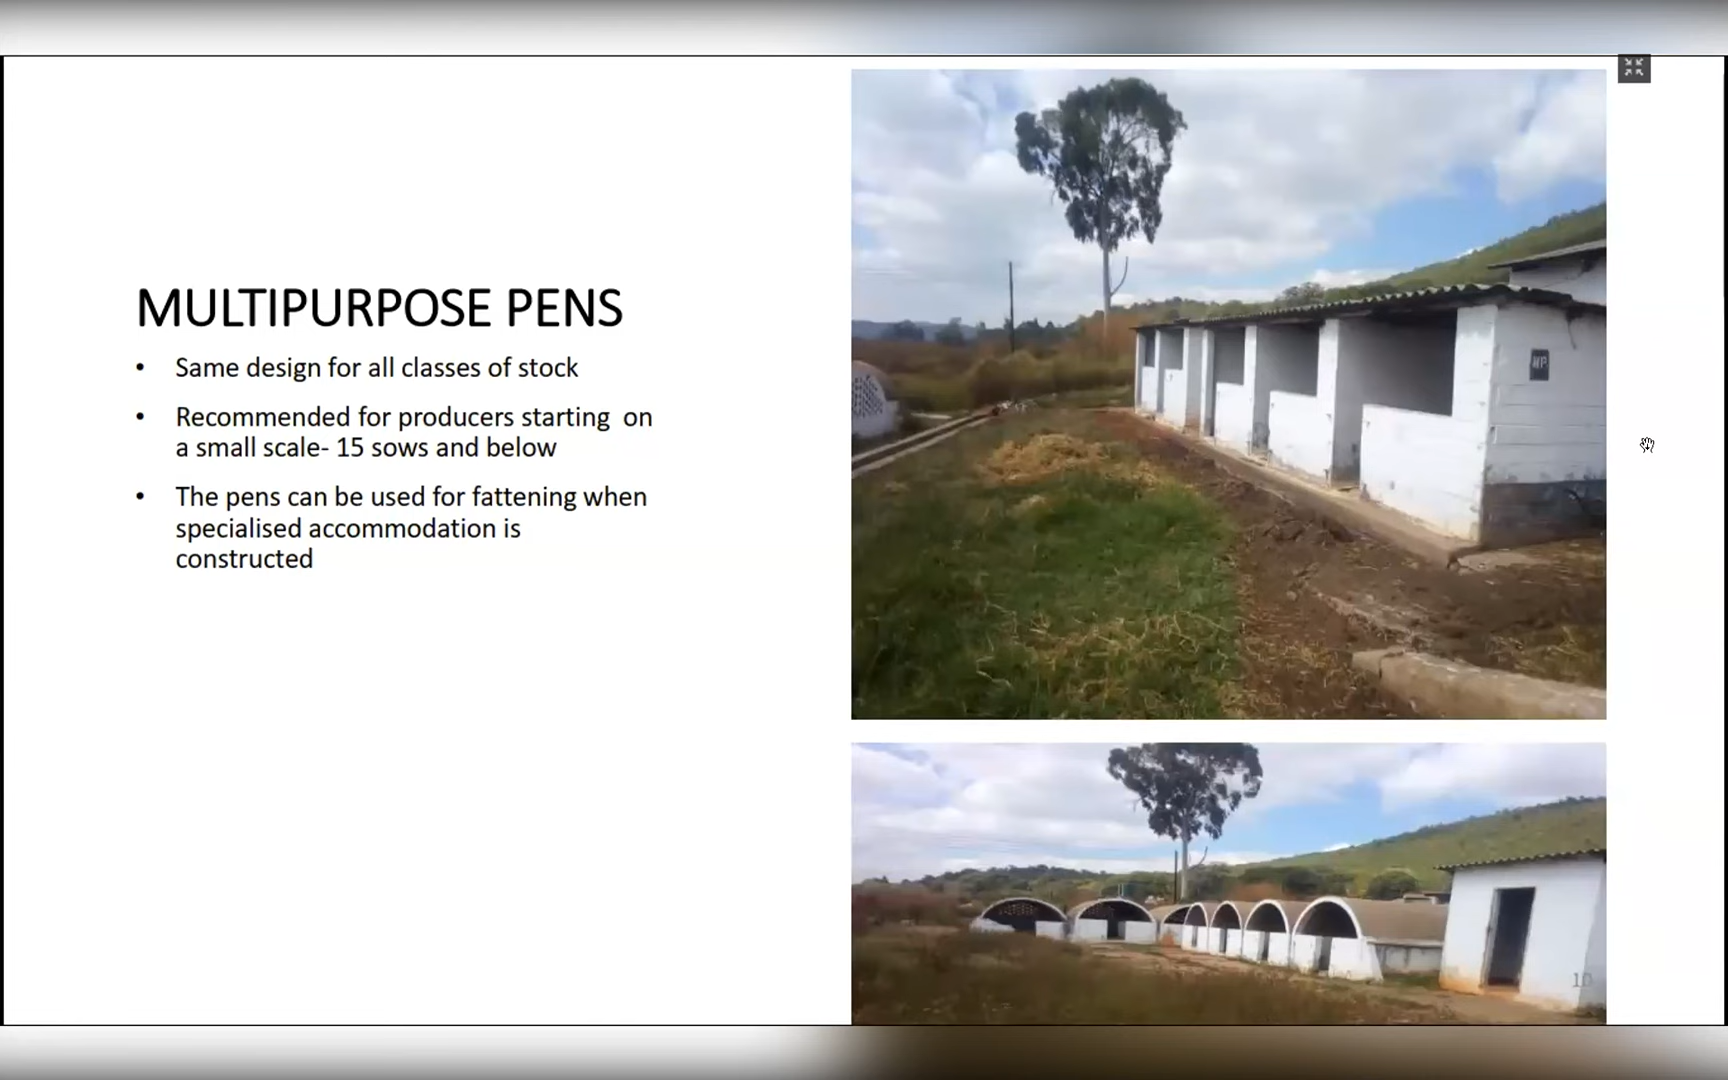 MULTIPURPOSE PENS
• Same design for all classes of stock
• Recommended for producers starting  on
a small scale- 15 sows and below
• The pens can be used for fattening when
specialised accommodation is
constructed
10